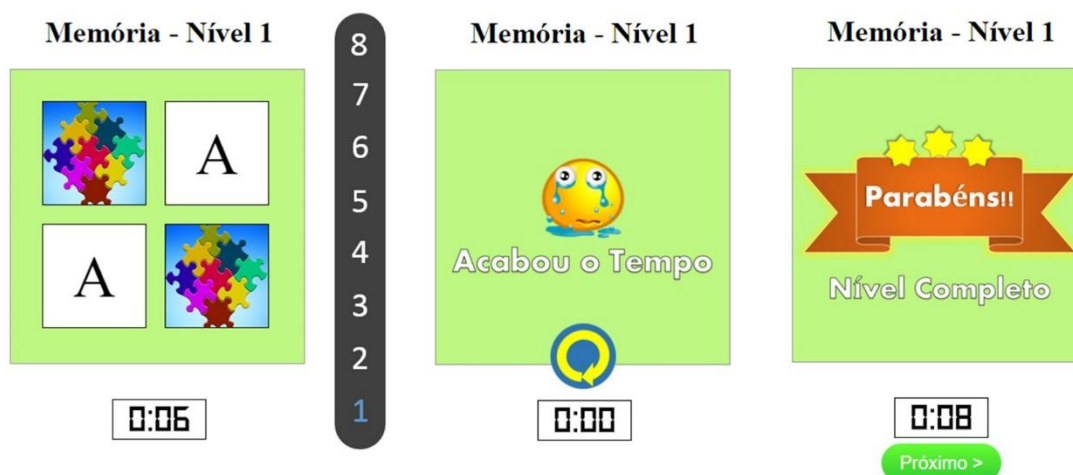 Memória - Nível 1
A
A
0:06
8
7
6
5
4
3
2
1
Memória - Nível 1
Acabou o Tempo
0:00
Memória - Nível 1
Parabéns!!
Nível Completo
0:08
Próximo >